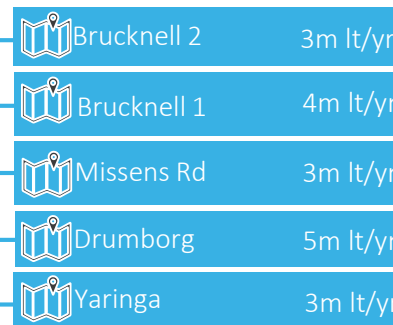 Brucknell 2 3m lt/yr
Brucknell 1 4m lt/yr
Missens Rd 3m lt/yr
Drumborg 5m lt/yr
Yaringa 3m lt/yr